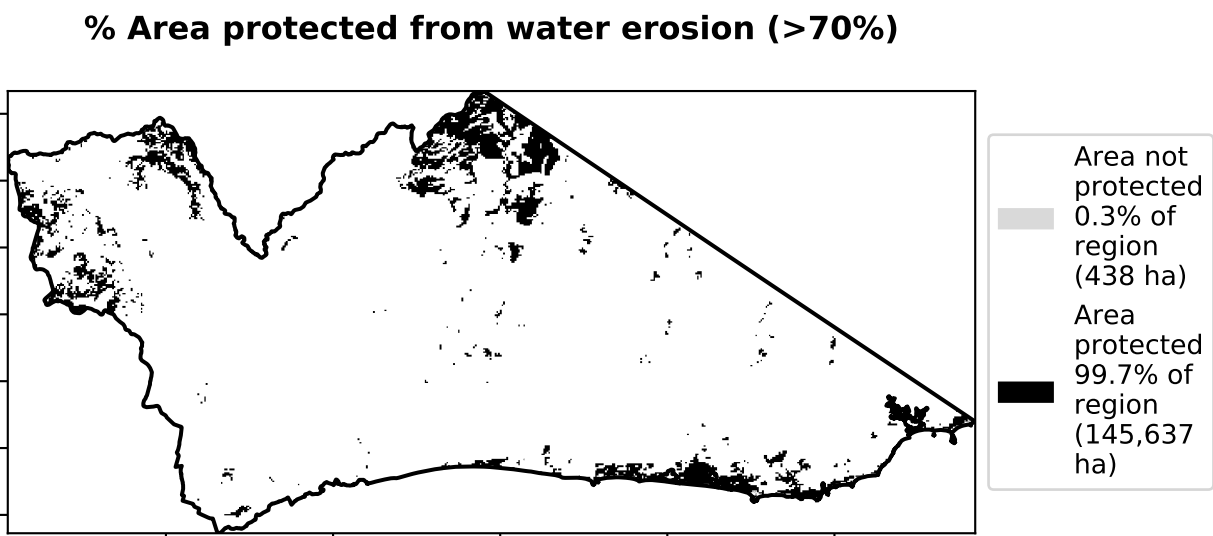 % Area protected from water erosion (>70%)
Area not
protected
0.3% of
region
(438 ha)
Area
protected
99.7% of
region
(145,637
ha)